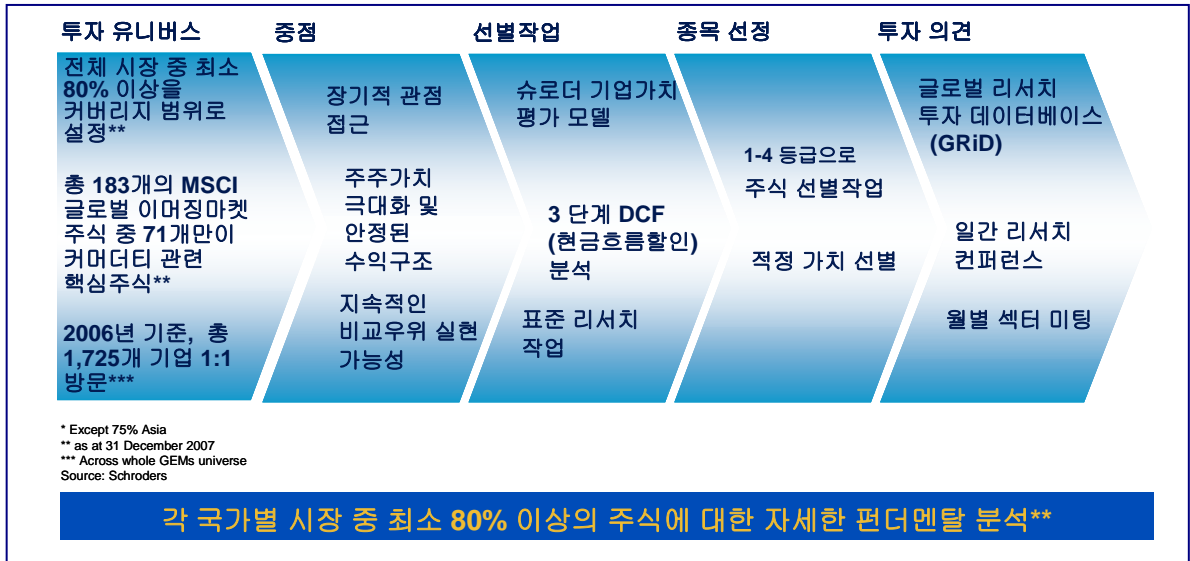 투자 유니버스
중점
선별작업
종목 선정
투자 의견
전체 시장 중 최소
80% 이상을
커버리지 범위로
설정**
총 183개의 MSCI
글로벌 이머징마켓
주식 중 71개만이
커머더티 관련
핵심주식**
2006년 기준, 총
1,725개 기업 1:1
방문***
장기적 관점
접근
주주가치
극대화 및
안정된
수익구조
지속적인
비교우위 실현
가능성
슈로더 기업가치
평가 모델
3 단계 DCF
(현금흐름할인)
분석
표준 리서치
작업
1-4 등급으로
주식 선별작업
적정 가치 선별
글로벌 리서치
투자 데이터베이스
(GRiD)
일간 리서치
컨퍼런스
월별 섹터 미팅
* Except 75% Asia
** as at 31 December 2007
*** Across whole GEMs universe
Source: Schroders
각 국가별 시장 중 최소 80% 이상의 주식에 대한 자세한 펀더멘탈 분석**